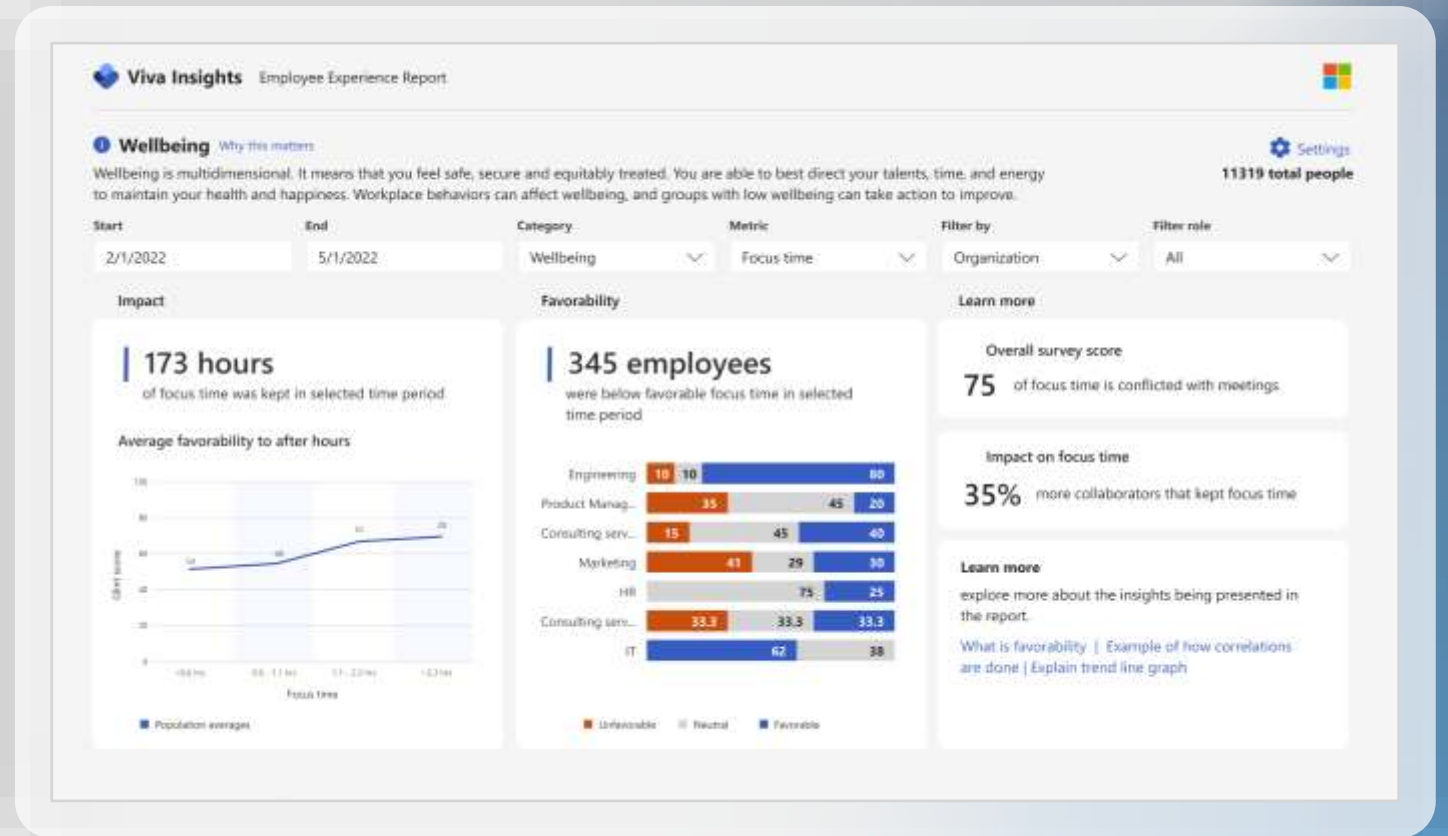 Viva Insights Employee Experience Report
Wellbeing Why this matters
Settings
Wellbeing is multidimensional. It means that you feel safe, secure and equitably treated. You are able to best direct your talents, time, and energy
to maintain your health and happiness. Workplace behaviors can affect wellbeing, and groups with low wellbeing can take action to improve.
11319 total people
Start End Category Metric Filter by Filter role
2/1/2022 5/1/2022 Wellbeing Focus time Organization All
Impact
173 hours
of focus time was kept in selected time period
Average favorability to after hours
100
80
60
40
20
0
Focus time
Population averages
Favorability
345 employees
were below favorable focus time in selected
time period
Engineering 10 10 80
Product Manag... 35 45 20
Consulting serv... 15 45 40
Marketing 41 29 30
HR 75 25
Consulting serv... 33.3 33.3 33.3
IT 62 38
Unfavorable Neutral Favorable
Learn more
Overall survey score
75 of focus time is conflicted with meetings
Impact on focus time
35% more collaborators that kept focus time
Learn more
explore more about the insights being presented in
the report.
What is favorability | Example of how correlations
are done | Explain trend line graph